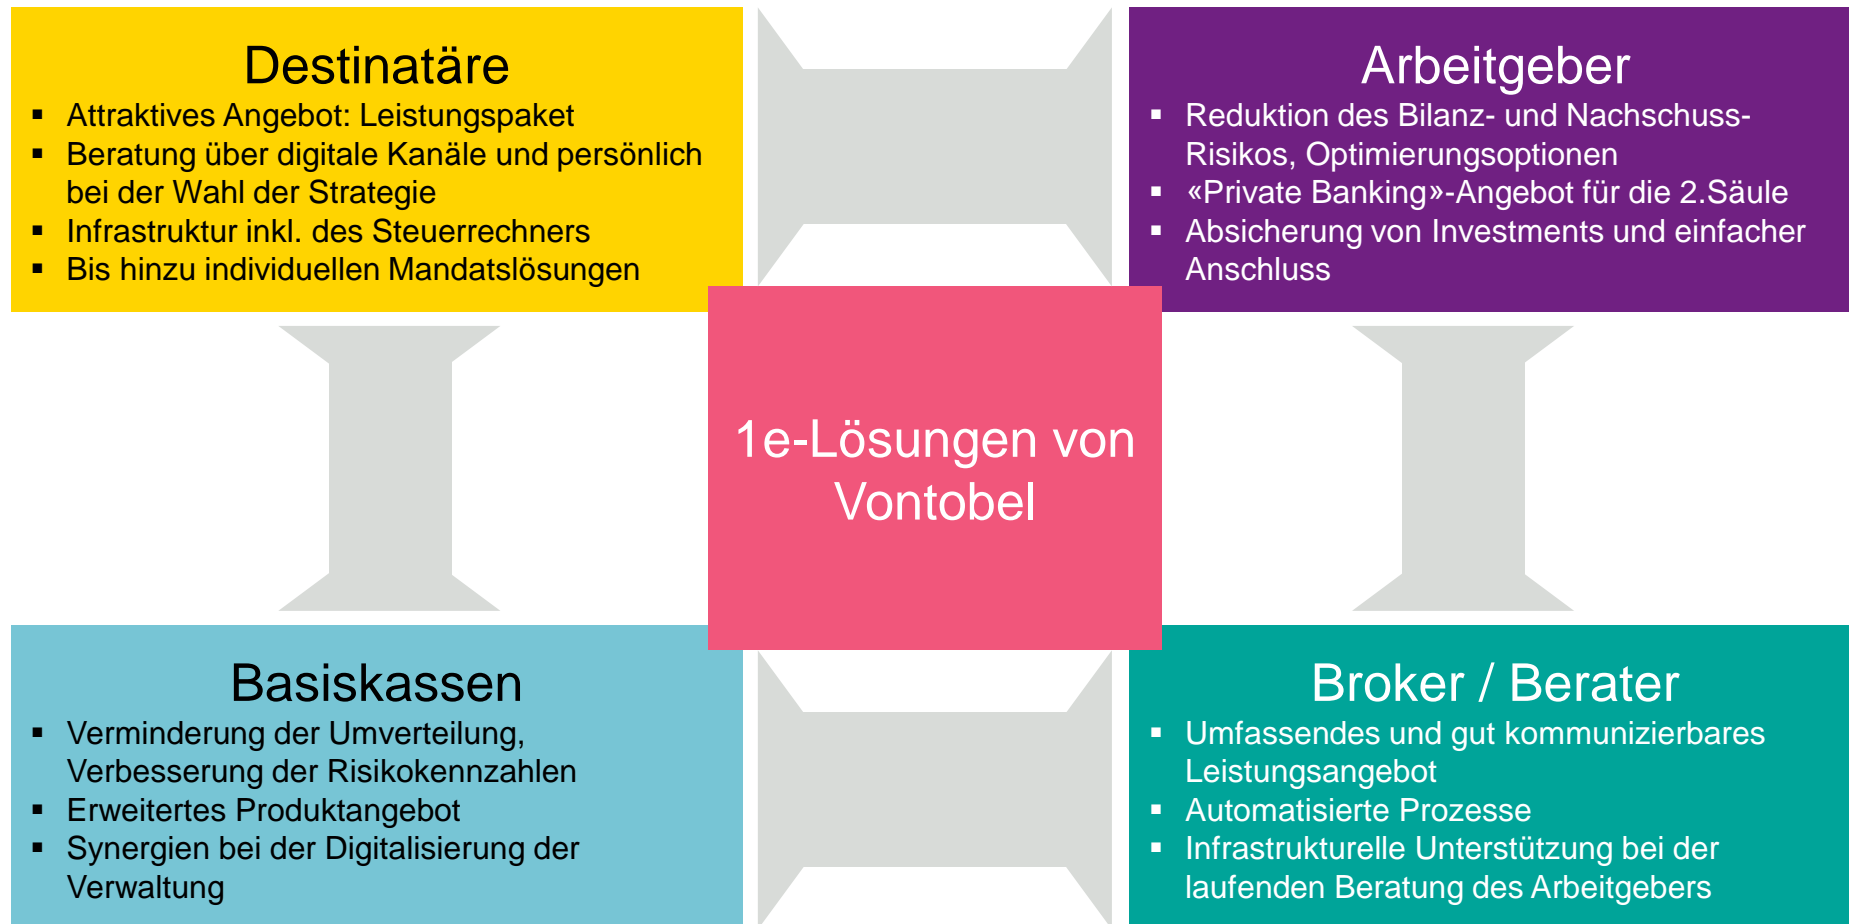 Destinatäre
▪ Attraktives Angebot: Leistungspaket
▪ Beratung über digitale Kanäle und persönlich
bei der Wahl der Strategie
▪ Infrastruktur inkl. des Steuerrechners
▪ Bis hinzu individuellen Mandatslösungen
Arbeitgeber
▪ Reduktion des Bilanz- und Nachschuss-
Risikos, Optimierungsoptionen
▪ «Private Banking»-Angebot für die 2.Säule
▪ Absicherung von Investments und einfacher
Anschluss
1e-Lösungen von
Vontobel
Basiskassen
▪ Verminderung der Umverteilung,
Verbesserung der Risikokennzahlen
▪ Erweitertes Produktangebot
▪ Synergien bei der Digitalisierung der
Verwaltung
Broker / Berater
▪ Umfassendes und gut kommunizierbares
Leistungsangebot
▪ Automatisierte Prozesse
▪ Infrastrukturelle Unterstützung bei der
laufenden Beratung des Arbeitgebers